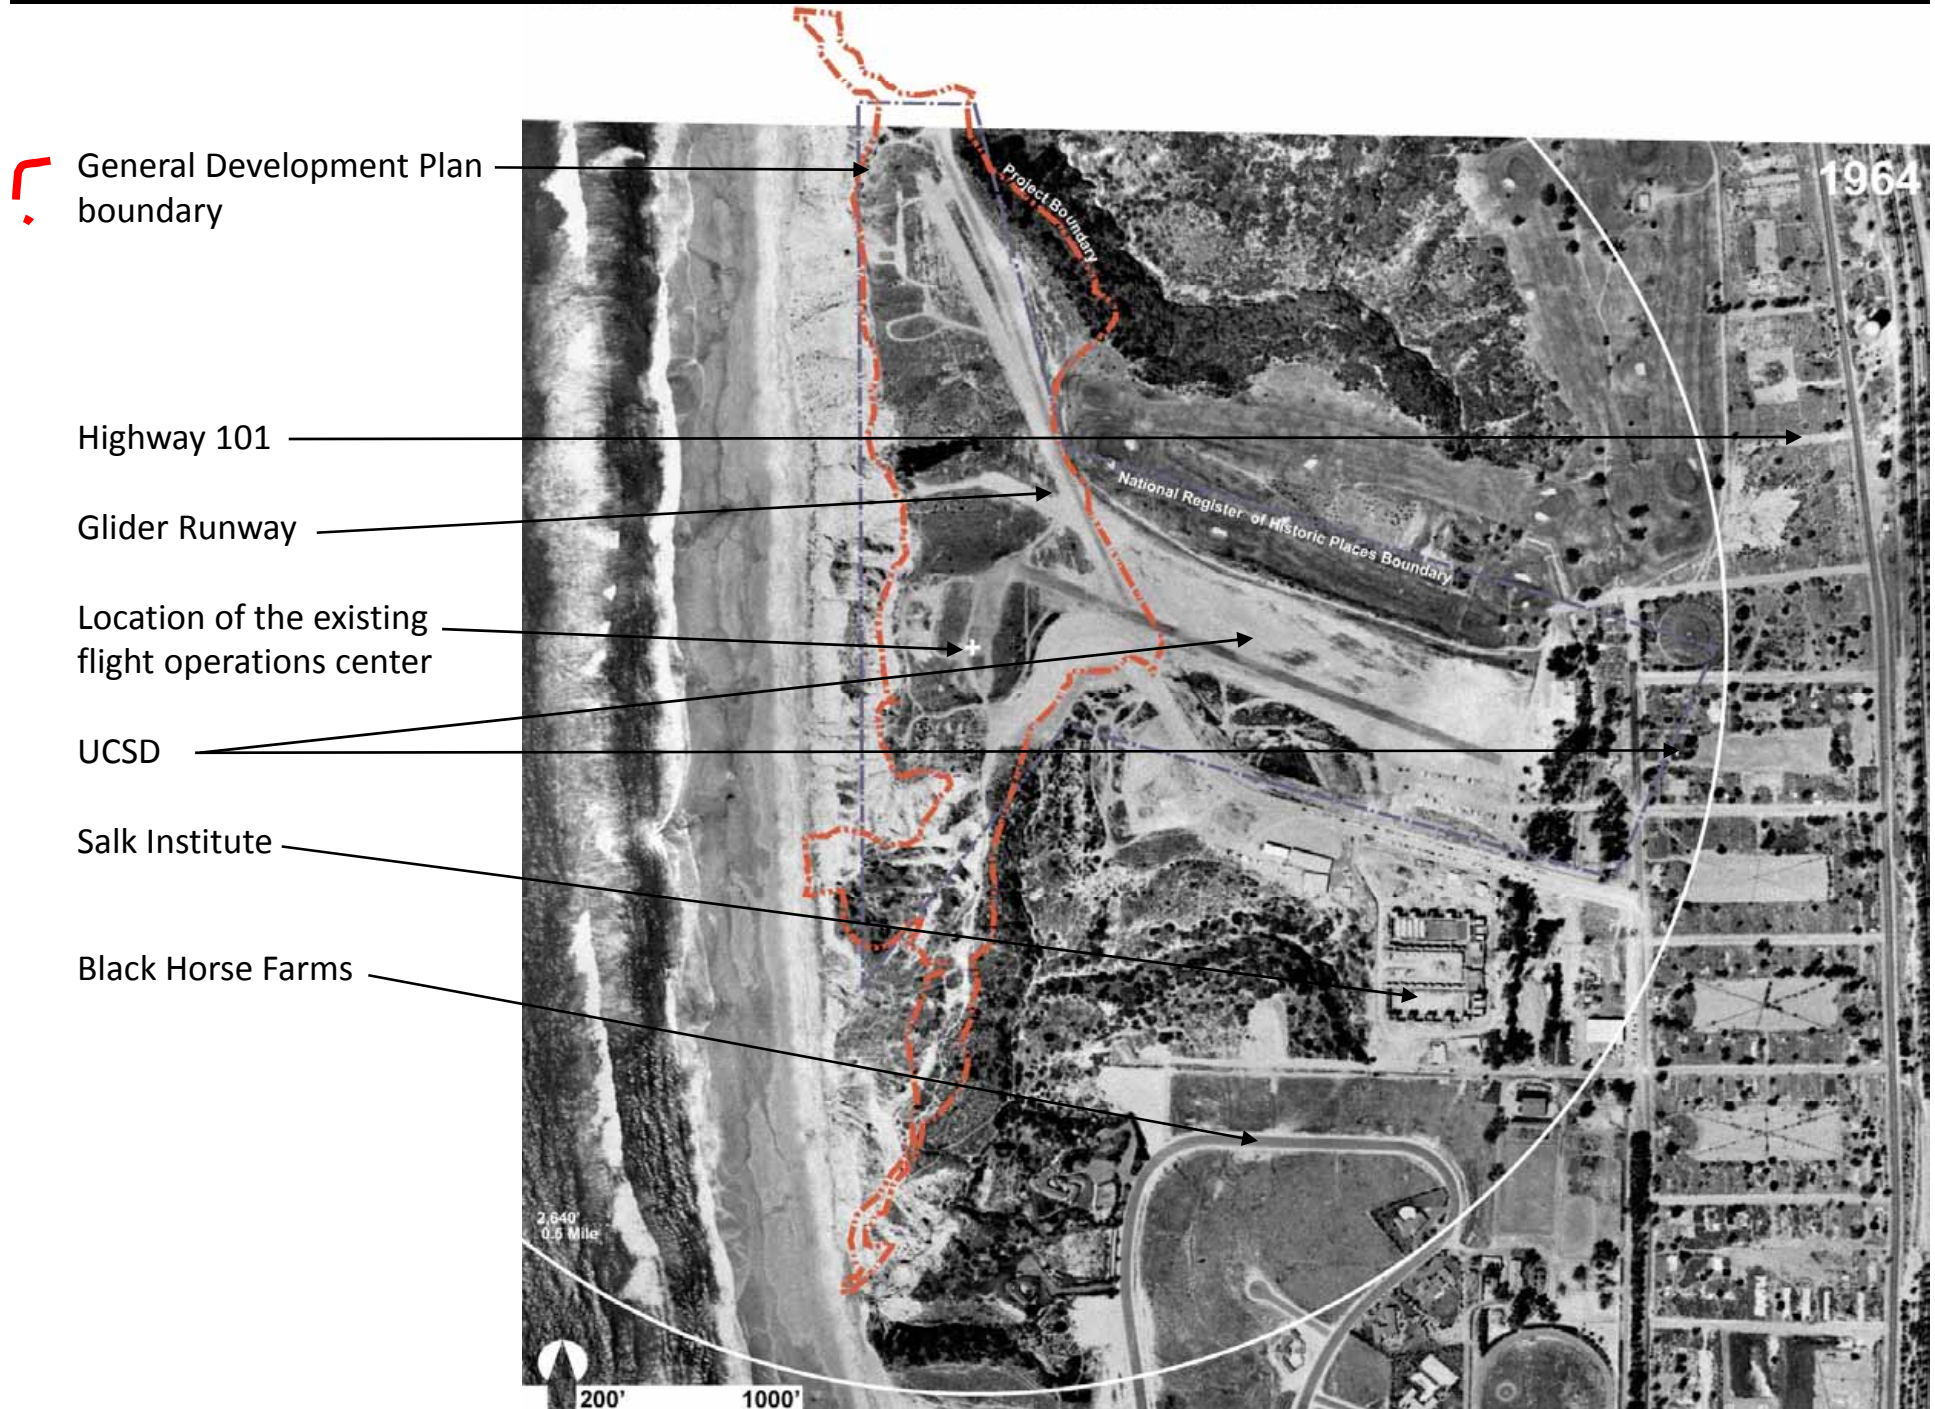 General Development Plan
boundary
Highway 101
Glider Runway
Location of the existing
flight operations center
UCSD
Salk Institute
Black Horse Farms
1964
Project Boundary
National Register of Historic Places Boundary
2,640'
0.5 Mile
200'
1000'